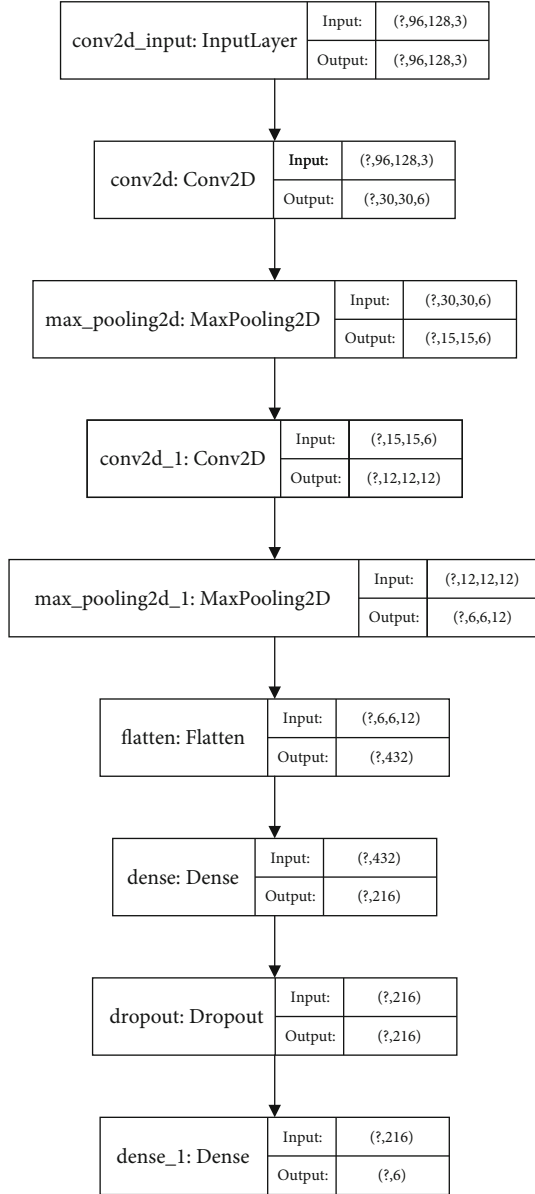 conv2d_input: InputLayer
Input: (?,96,128,3)
Output: (?,96,128,3)
conv2d: Conv2D
Input: (?,96,128,3)
Output: (?,30,30,6)
max_pooling2d: MaxPooling2D
Input: (?,30,30,6)
Output: (?,15,15,6)
conv2d_1: Conv2D
Input: (?,15,15,6)
Output: (?,12,12,12)
max_pooling2d_1: MaxPooling2D
Input: (?,12,12,12)
Output: (?,6,6,12)
flatten: Flatten
Input: (?,6,6,12)
Output: (?,432)
dense: Dense
Input: (?,432)
Output: (?,216)
dropout: Dropout
Input: (?,216)
Output: (?,216)
dense_1: Dense
Input: (?,216)
Output: (?,6)